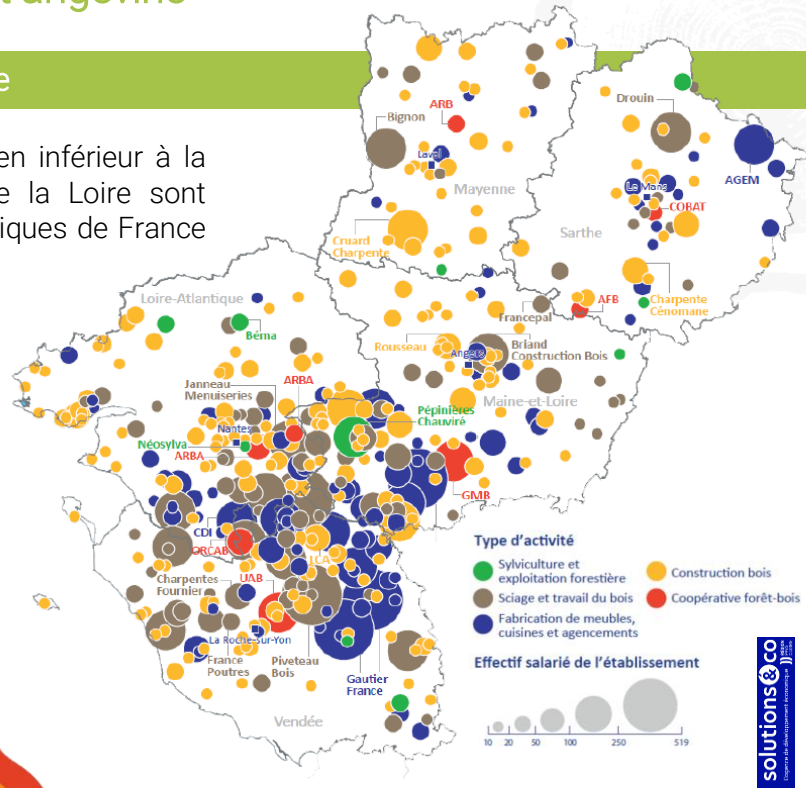 t angevine
e
en inférieur à la
e la Loire sont
iques de France
Drouin
ARB
Bignon
Laval
AGEM
Mayenne
Le Mans
COBAT
Sarthe
Cruard
Charpente
AFB
Charpente
Cénomane
Loire-Atlantique
Francepal
Béma
Rousseau
Angers
Briand
Construction Bois
Janneau
Menuiseries
ARBA
Maine-et-Loire
Pépinières
Chauviré
Nantes
Néosylva
ARBA
GMB
CDI
ORCAB
LCA
Charpentes
Fournier
UAB
La Roche-sur-Yon
France
Poutres
Piveteau
Bois
Gautier
France
Vendée
Type d'activité
Sylviculture et
exploitation forestière
Sciage et travail du bois
Fabrication de meubles,
cuisines et agencements
Construction bois
Coopérative forêt-bois
Effectif salarié de l'établissement
10 20 50 100 250 519
solutions&co
L'agence de développement économique